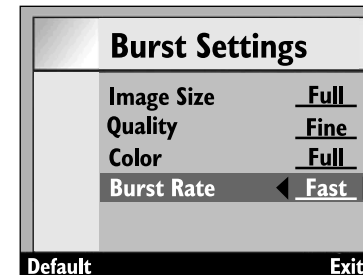 Burst Settings
Image Size Full
Quality Fine
Color Full
Burst Rate Fast
Default Exit